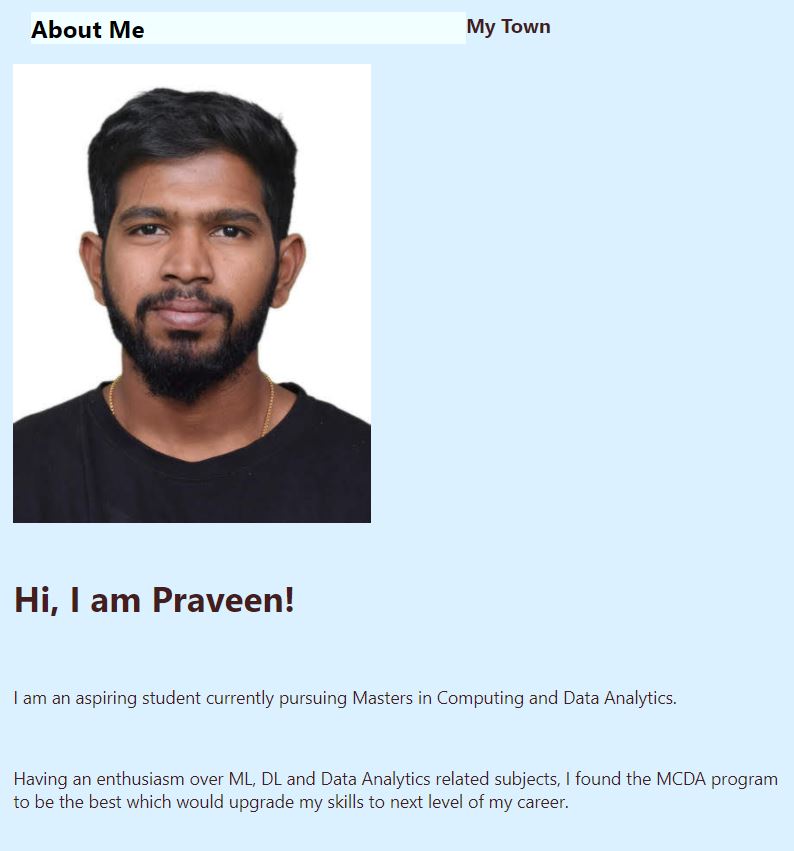 About Me My Town
Hi, I am Praveen!
I am an aspiring student currently pursuing Masters in Computing and Data Analytics.
Having an enthusiasm over ML, DL and Data Analytics related subjects, I found the MCDA program
to be the best which would upgrade my skills to next level of my career.